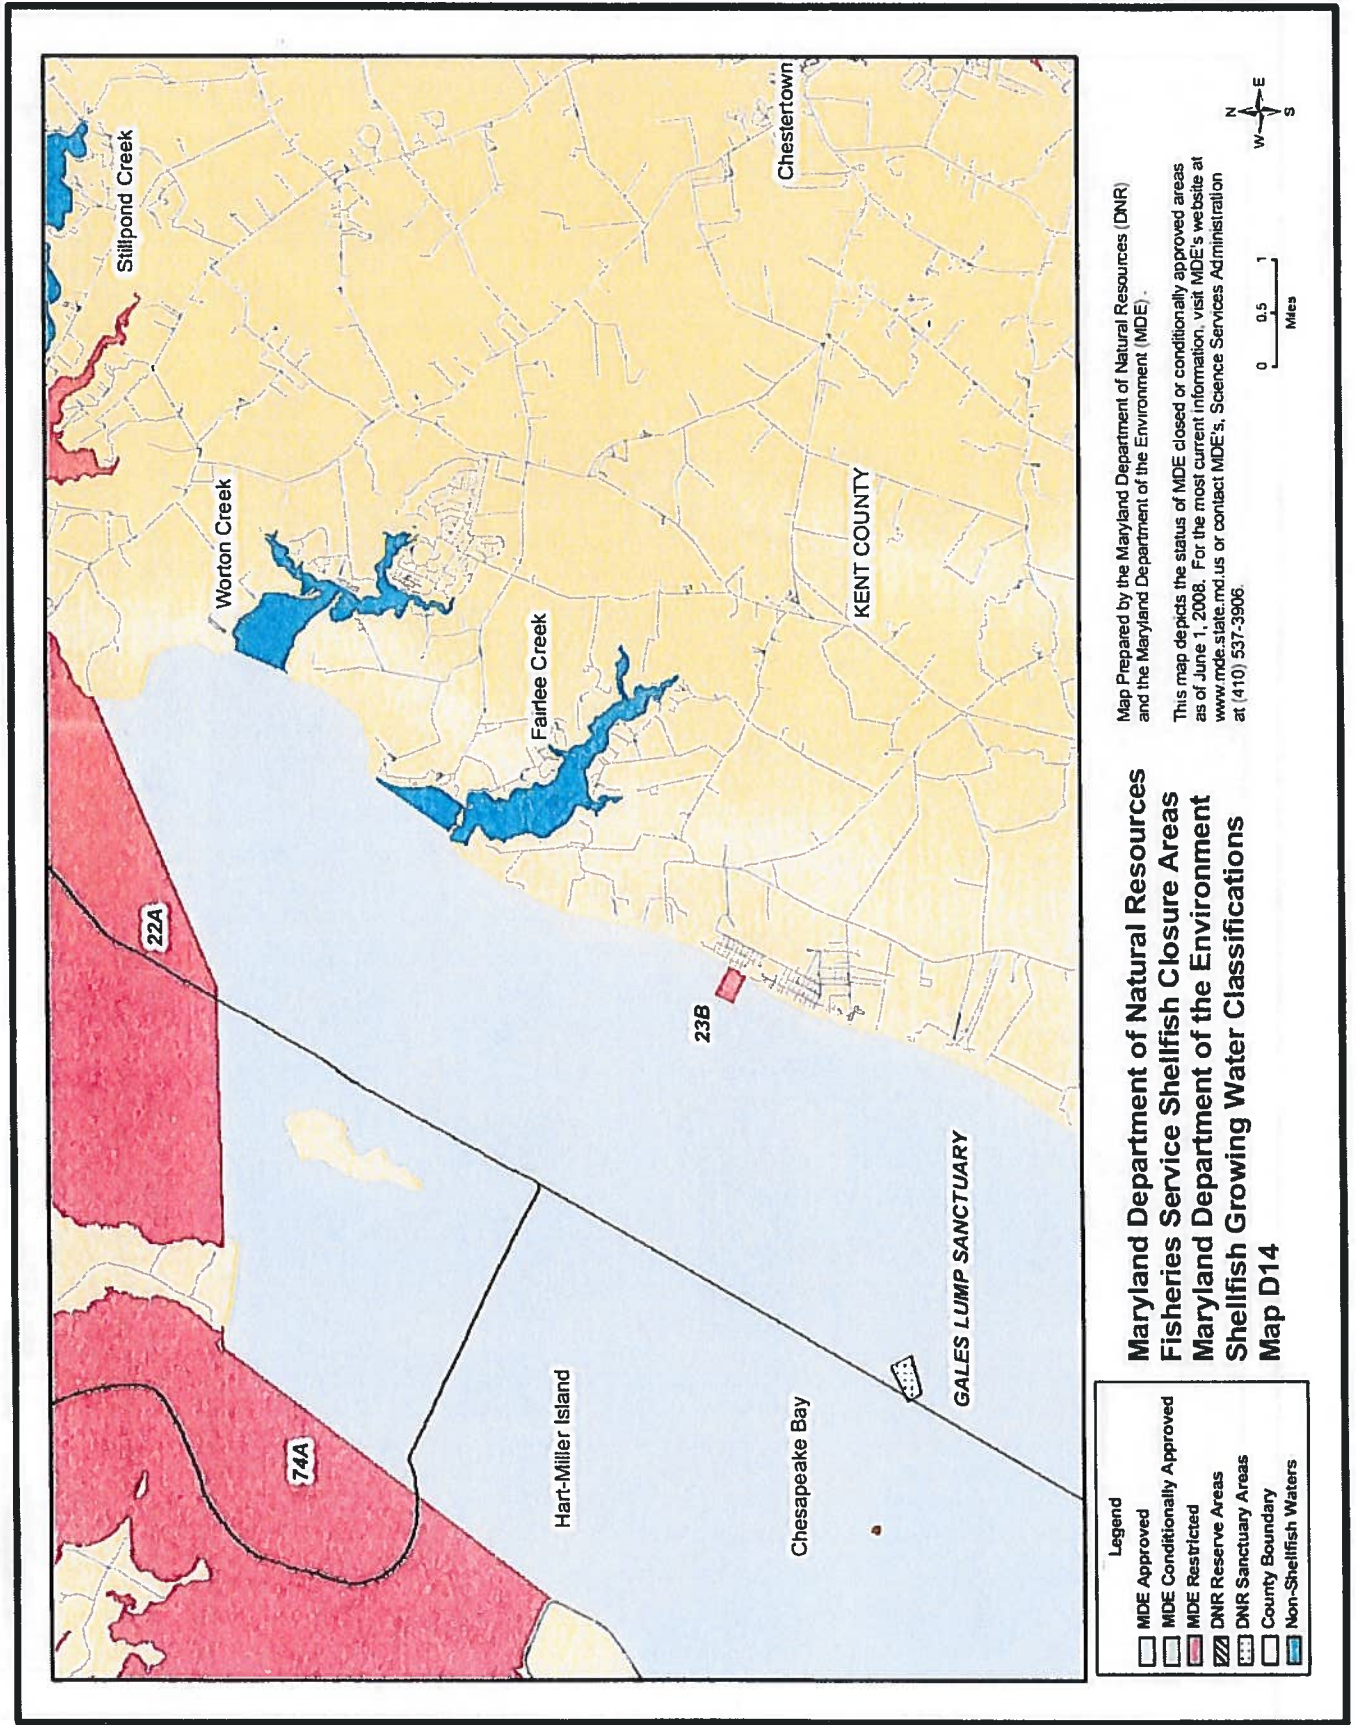 Stillpond Creek
Worton Creek
Chestertown
Fairlee Creek
KENT COUNTY
22A
23B
74A
Hart-Miller Island
Chesapeake Bay
GALES LUMP SANCTUARY
Legend
MDE Approved
MDE Conditionally Approved
MDE Restricted
DNR Reserve Areas
DNR Sanctuary Areas
County Boundary
Non-Shellfish Waters
Maryland Department of Natural Resources
Fisheries Service Shellfish Closure Areas
Maryland Department of the Environment
Shellfish Growing Water Classifications
Map D14
Map Prepared by the Maryland Department of Natural Resources (DNR)
and the Maryland Department of the Environment (MDE).
This map depicts the status of MDE closed or conditionally approved areas
as of June 1, 2008. For the most current information, visit MDE's website at
www.mde.state.md.us or contact MDE's, Science Services Administration
at (410) 537-3906.
0 0.5 1
Miles
N
W E
S